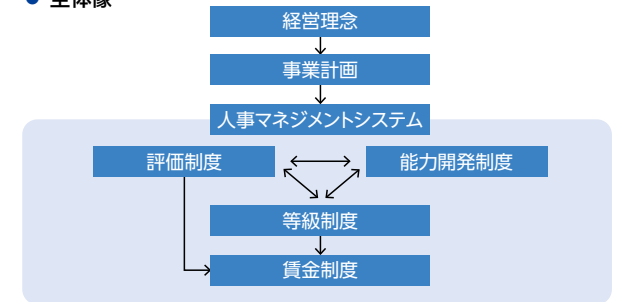 ● 全体像
経営理念
事業計画
人事マネジメントシステム
評価制度
能力開発制度
等級制度
賃金制度